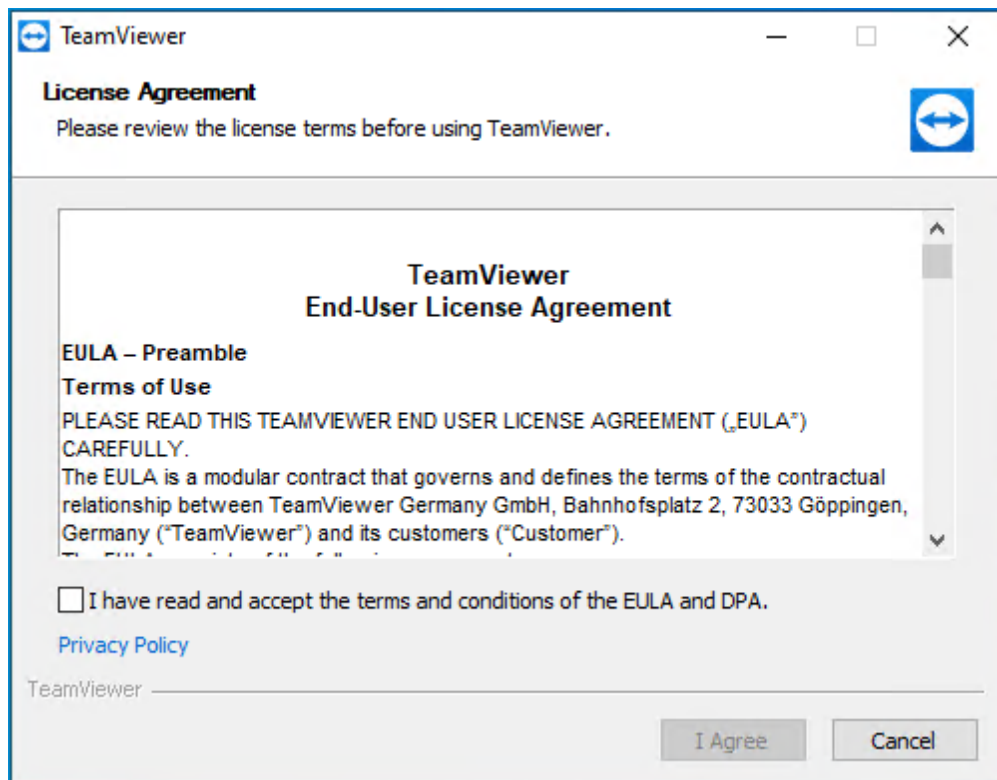 TeamViewer
License Agreement
Please review the license terms before using TeamViewer.
TeamViewer
End-User License Agreement
EULA – Preamble
Terms of Use
PLEASE READ THIS TEAMVIEWER END USER LICENSE AGREEMENT („EULA”)
CAREFULLY.
The EULA is a modular contract that governs and defines the terms of the contractual
relationship between TeamViewer Germany GmbH, Bahnhofsplatz 2, 73033 Göppingen,
Germany (“TeamViewer”) and its customers (“Customer”).
I have read and accept the terms and conditions of the EULA and DPA.
Privacy Policy
TeamViewer
I Agree
Cancel